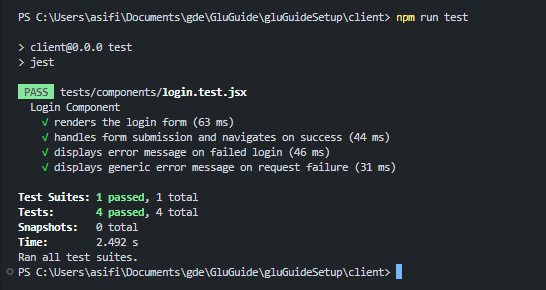 PS C:\Users\asifi\Documents\gde\GluGuide\gluGuideSetup\client> npm run test
> client@0.0.0 test
> jest
PASS tests/components/login.test.jsx
Login Component
√ renders the login form (63 ms)
√ handles form submission and navigates on success (44 ms)
√ displays error message on failed login (46 ms)
√ displays generic error message on request failure (31 ms)
Test Suites: 1 passed, 1 total
Tests: 4 passed, 4 total
Snapshots: 0 total
Time: 2.492 s
Ran all test suites.
PS C:\Users\asifi\Documents\gde\GluGuide\gluGuideSetup\client>